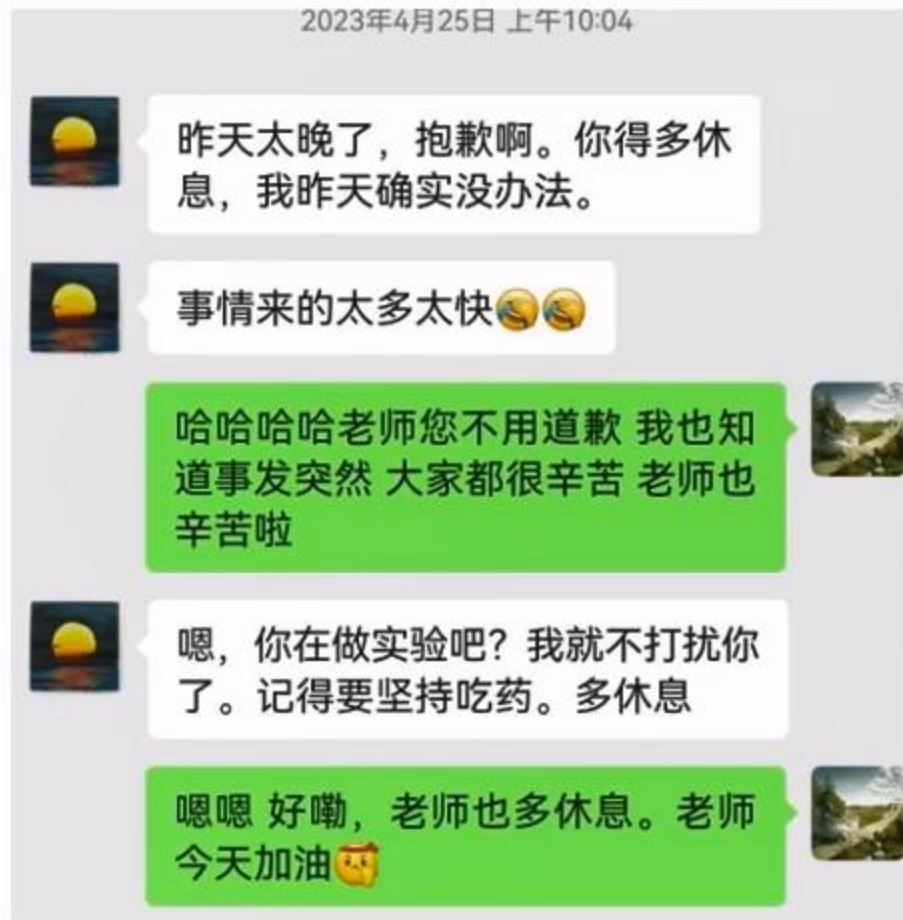 2023年4月25日 上午10:04
昨天太晚了，抱歉啊。你得多休
息，我昨天确实没办法。
事情来的太多太快
哈哈哈哈老师您不用道歉 我也知
道事发突然 大家都很辛苦 老师也
辛苦啦
嗯，你在做实验吧？我就不打扰你
了。记得要坚持吃药。多休息
嗯嗯 好嘞，老师也多休息。老师
今天加油